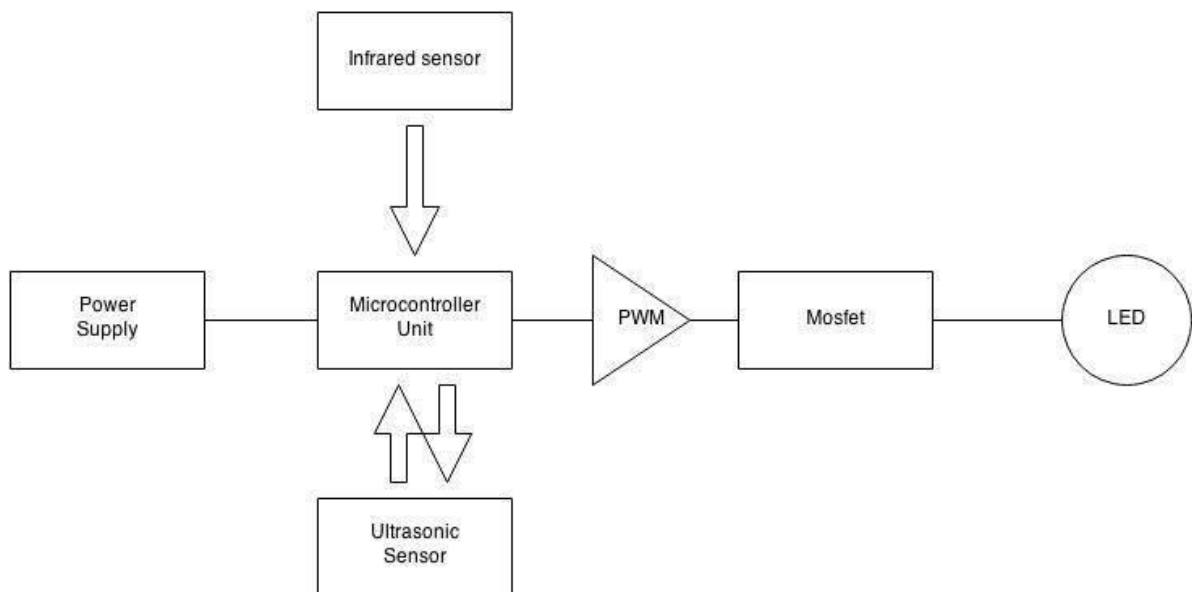 Infrared sensor
Power
Supply
Microcontroller
Unit
PWM
Mosfet
LED
Ultrasonic
Sensor